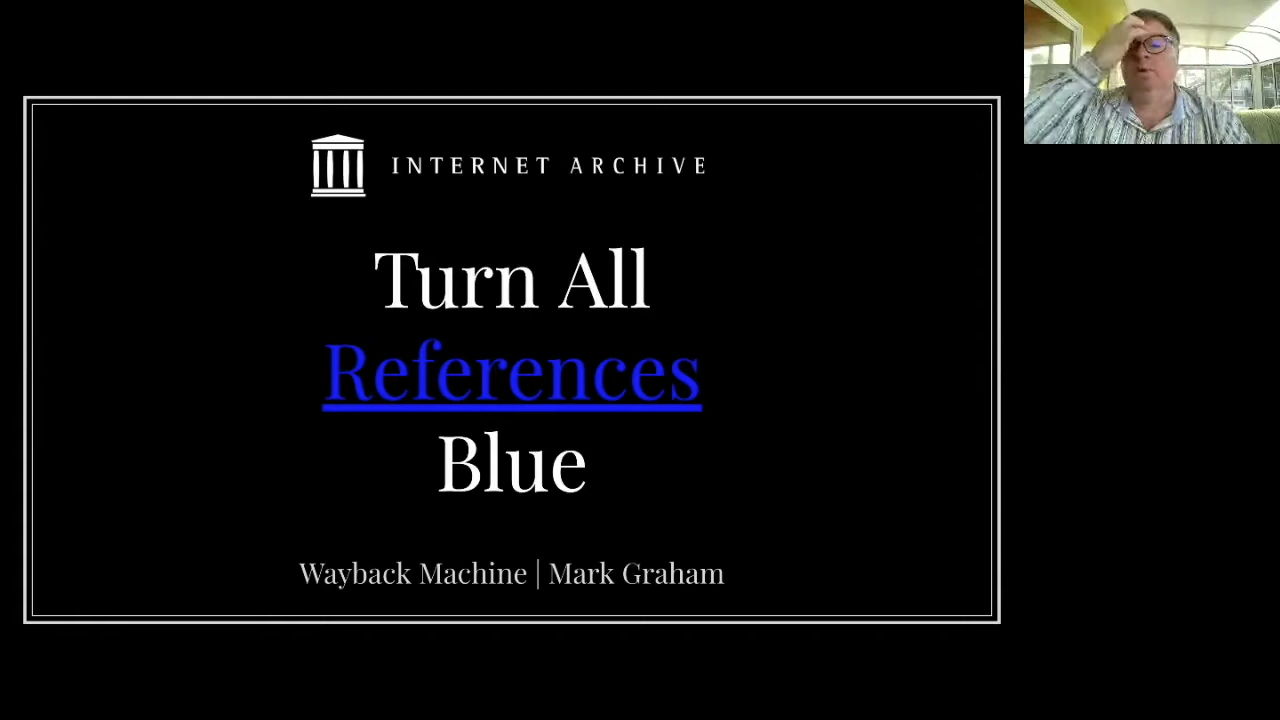 INTERNET ARCHIVE
Turn All
References
Blue
Wayback Machine | Mark Graham